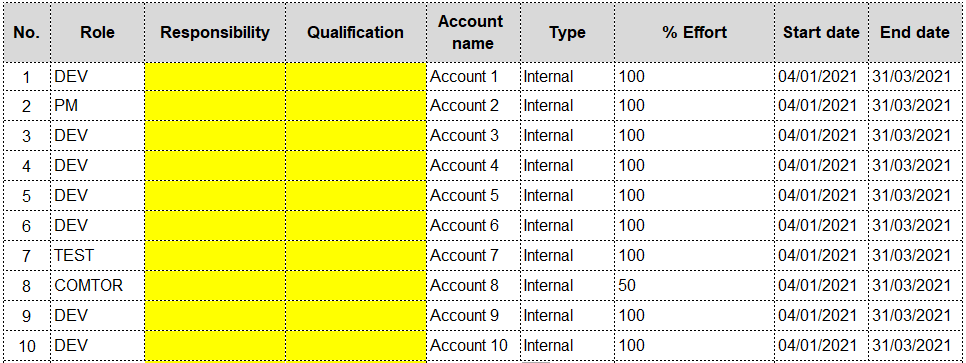 No. Role Responsibility Qualification Account name Type % Effort Start date End date
1 DEV Account 1 Internal 100 04/01/2021 31/03/2021
2 PM Account 2 Internal 100 04/01/2021 31/03/2021
3 DEV Account 3 Internal 100 04/01/2021 31/03/2021
4 DEV Account 4 Internal 100 04/01/2021 31/03/2021
5 DEV Account 5 Internal 100 04/01/2021 31/03/2021
6 DEV Account 6 Internal 100 04/01/2021 31/03/2021
7 TEST Account 7 Internal 100 04/01/2021 31/03/2021
8 COMTOR Account 8 Internal 50 04/01/2021 31/03/2021
9 DEV Account 9 Internal 100 04/01/2021 31/03/2021
10 DEV Account 10 Internal 100 04/01/2021 31/03/2021